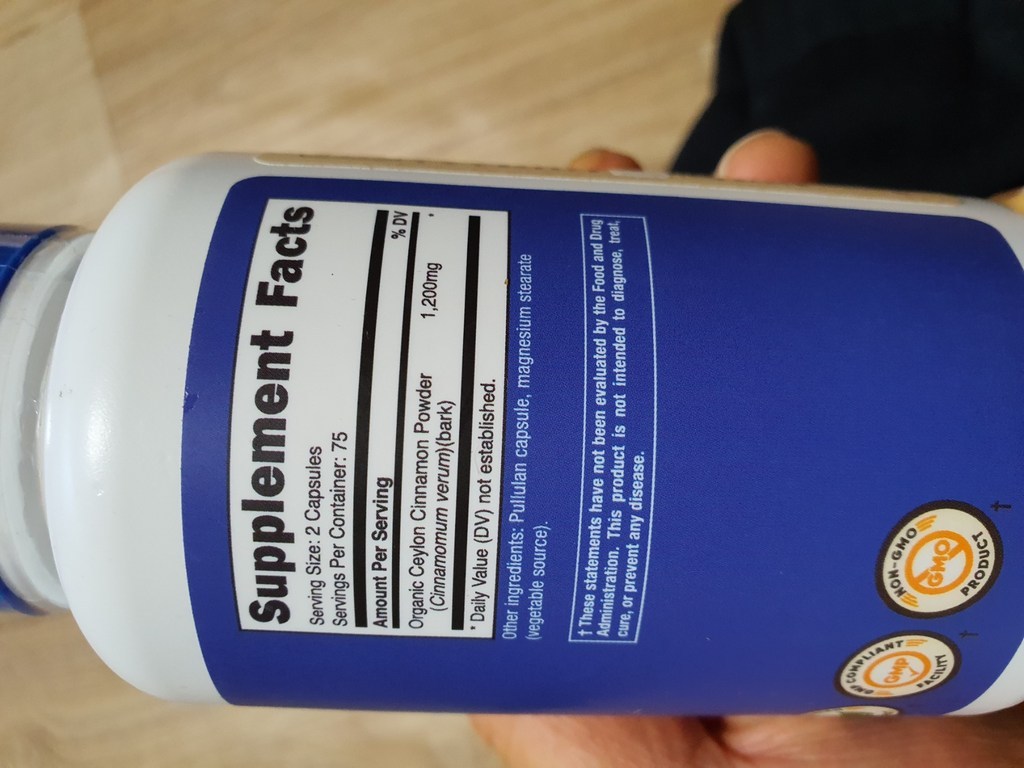 Supplement Facts
Serving Size: 2 Capsules
Servings Per Container: 75
% DV
Amount Per Serving
Organic Ceylon Cinnamon Powder 1,200mg *
(Cinnamomum verum)(bark)
* Daily Value (DV) not established.
Other ingredients: Pullulan capsule, magnesium stearate
(vegetable source).
† These statements have not been evaluated by the Food and Drug
Administration. This product is not intended to diagnose, treat,
cure, or prevent any disease.
GMP COMPLIANT
GMP
FACILITY
†
NON-GMO
GMO
PRODUCT
†